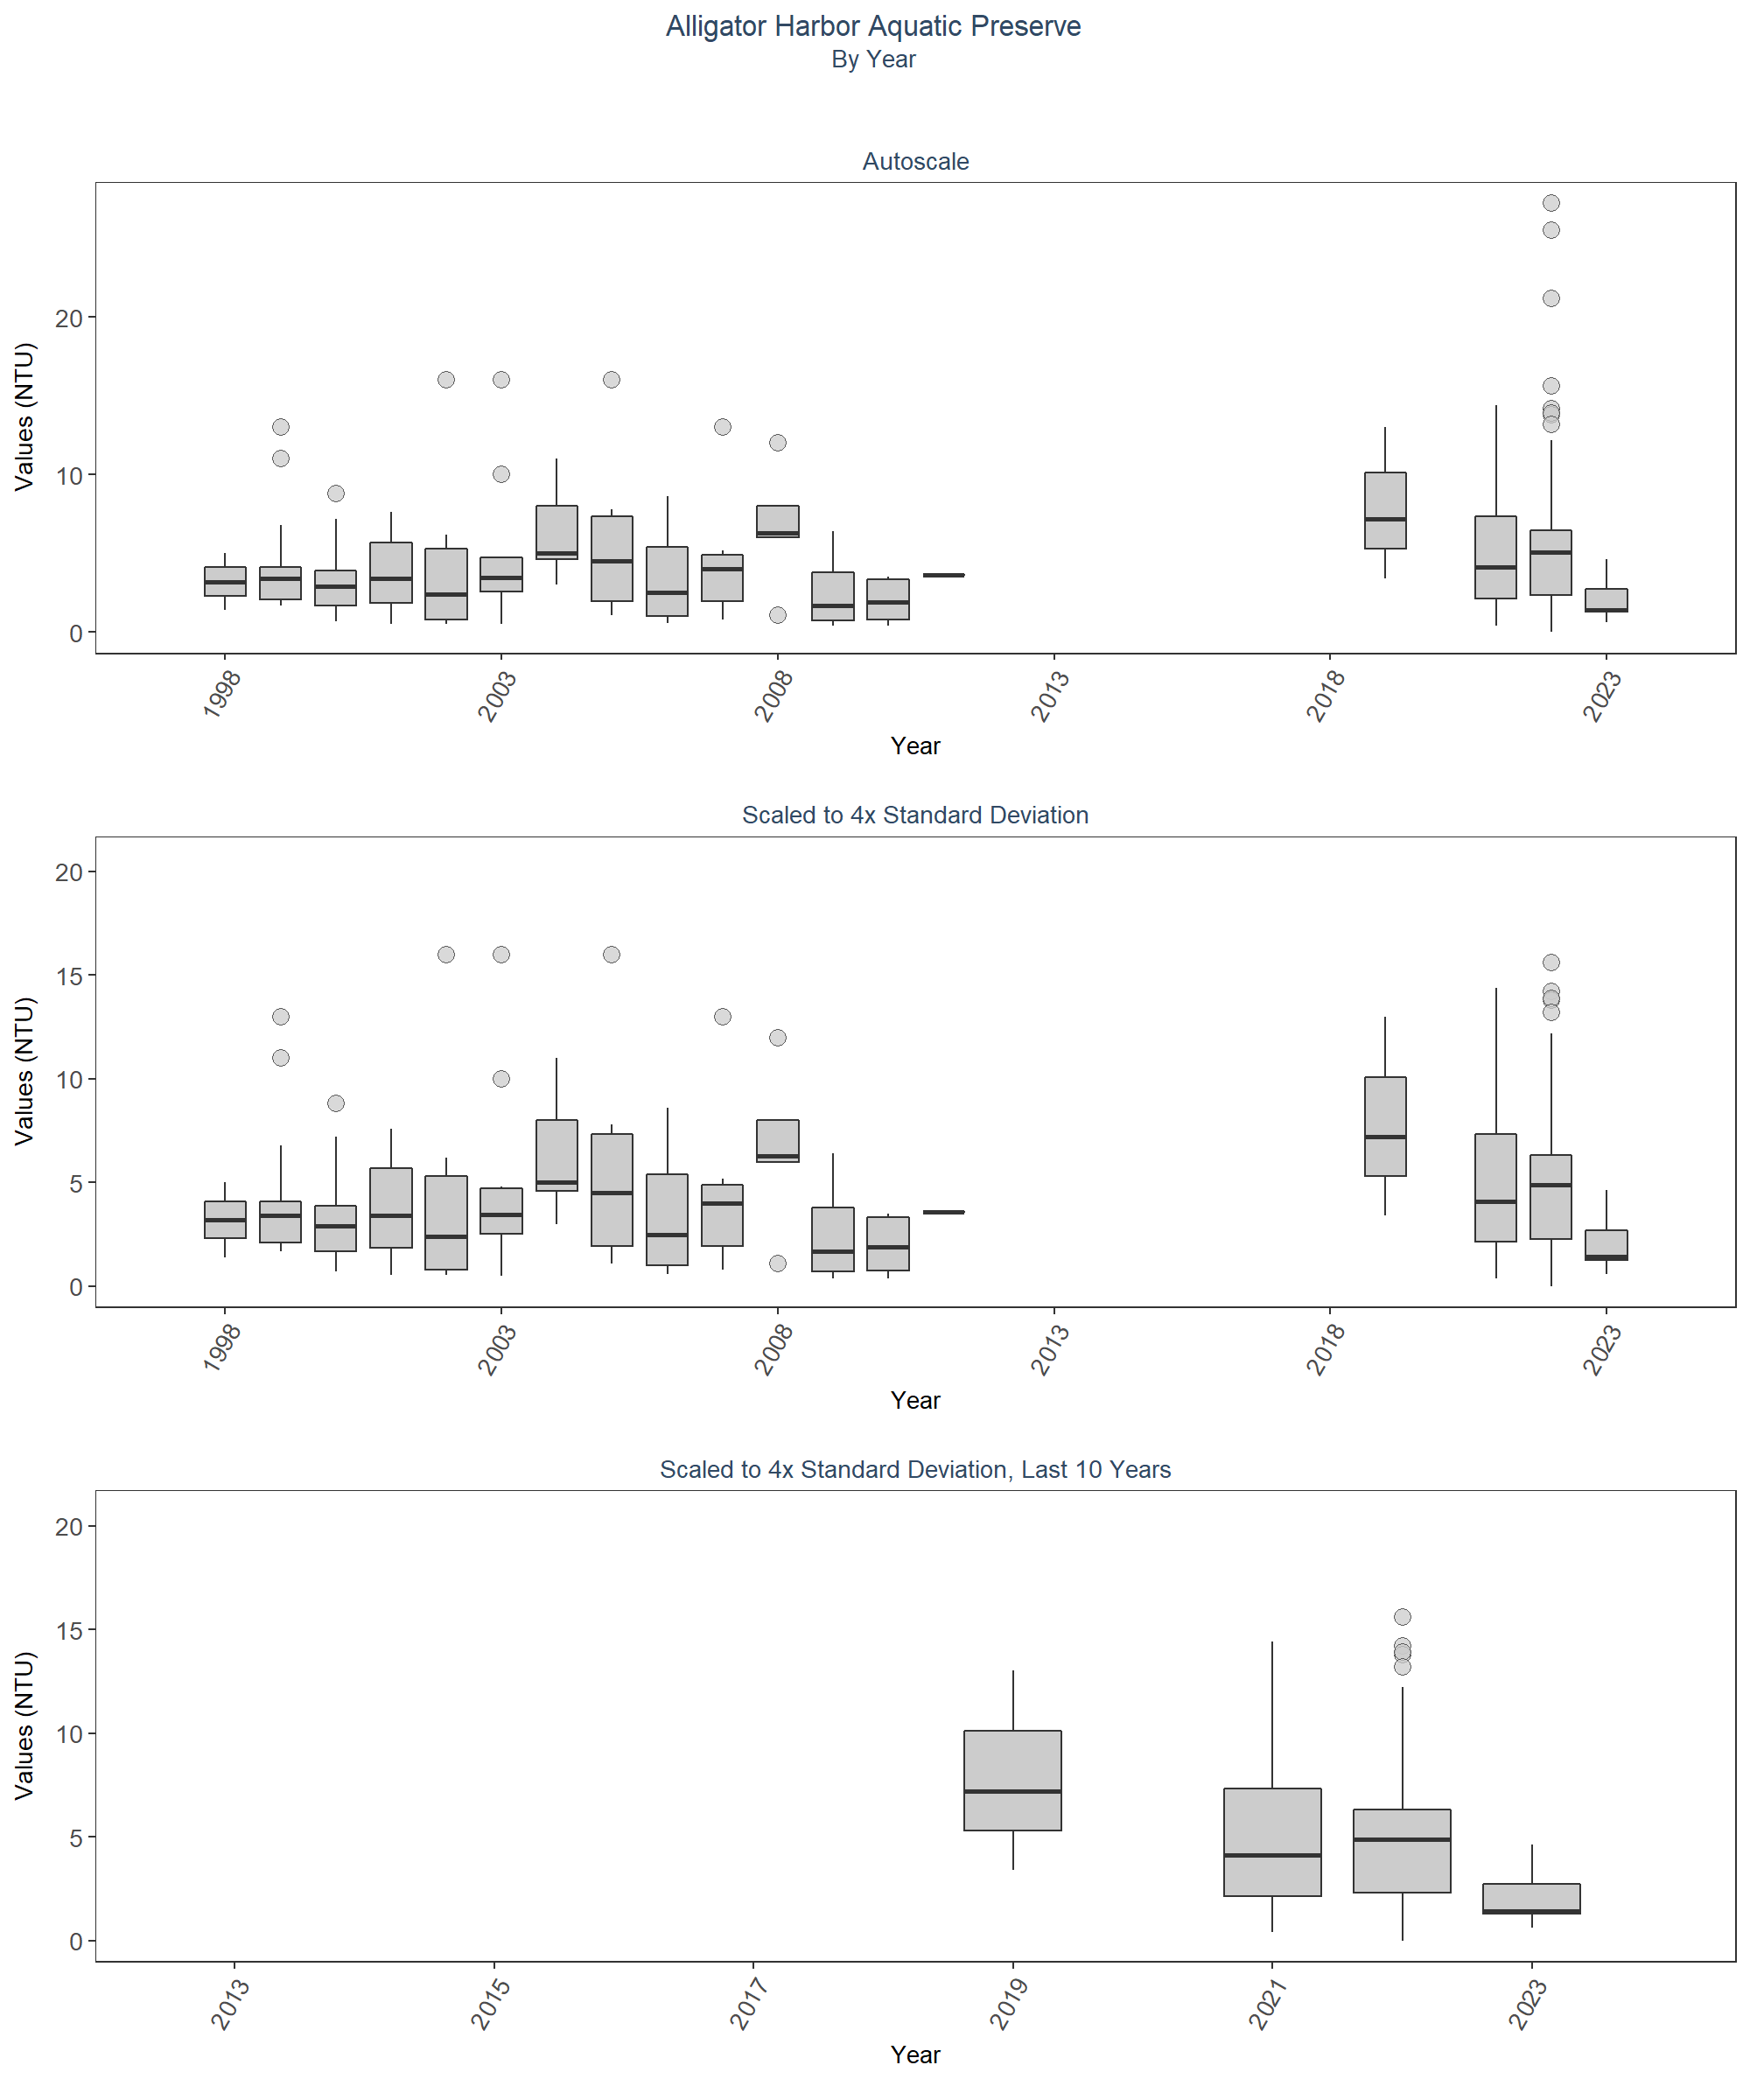 Alligator Harbor Aquatic Preserve
By Year
Autoscale
Values (NTU)
20
10
0
1998 2003 2008 2013 2018 2023
Year
Scaled to 4x Standard Deviation
Values (NTU)
20
15
10
5
0
1998 2003 2008 2013 2018 2023
Year
Scaled to 4x Standard Deviation, Last 10 Years
Values (NTU)
20
15
10
5
0
2013 2015 2017 2019 2021 2023
Year